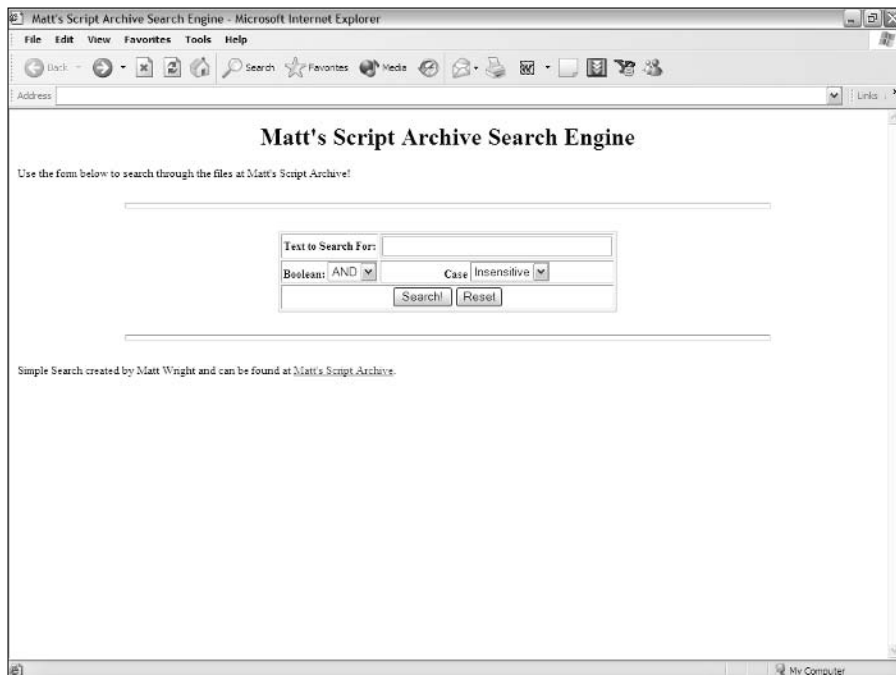 Matt's Script Archive Search Engine - Microsoft Internet Explorer
File Edit View Favorites Tools Help
Back Search Favorites Media
Address Links
Matt's Script Archive Search Engine
Use the form below to search through the files at Matt's Script Archive!
Text to Search For:
Boolean: AND Case Insensitive
Search! Reset
Simple Search created by Matt Wright and can be found at Matt's Script Archive.
My Computer